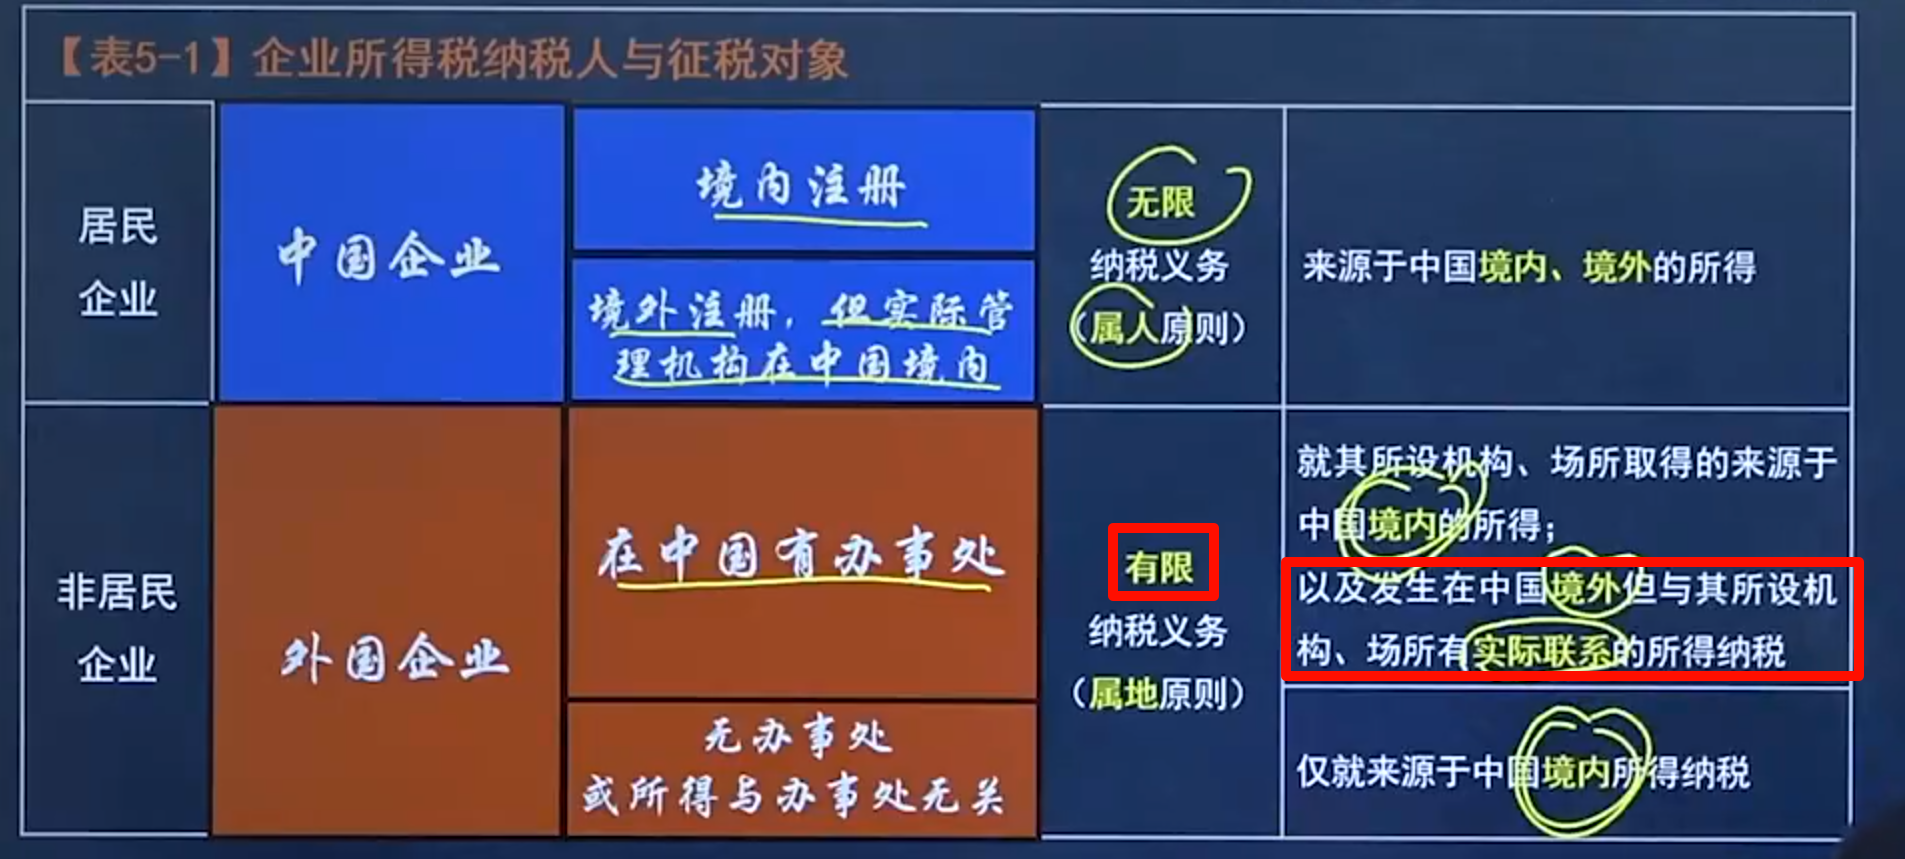 【表5-1】企业所得税纳税人与征税对象
居民
企业
中国企业
境内注册
境外注册，但实际管
理机构在中国境内
无限
纳税义务
（属人原则）
来源于中国境内、境外的所得
非居民
企业
外国企业
在中国有办事处
无办事处
或所得与办事处无关
有限
纳税义务
（属地原则）
就其所设机构、场所取得的来源于
中国境内的所得；
以及发生在中国境外但与其所设机
构、场所有实际联系的所得纳税
仅就来源于中国境内所得纳税